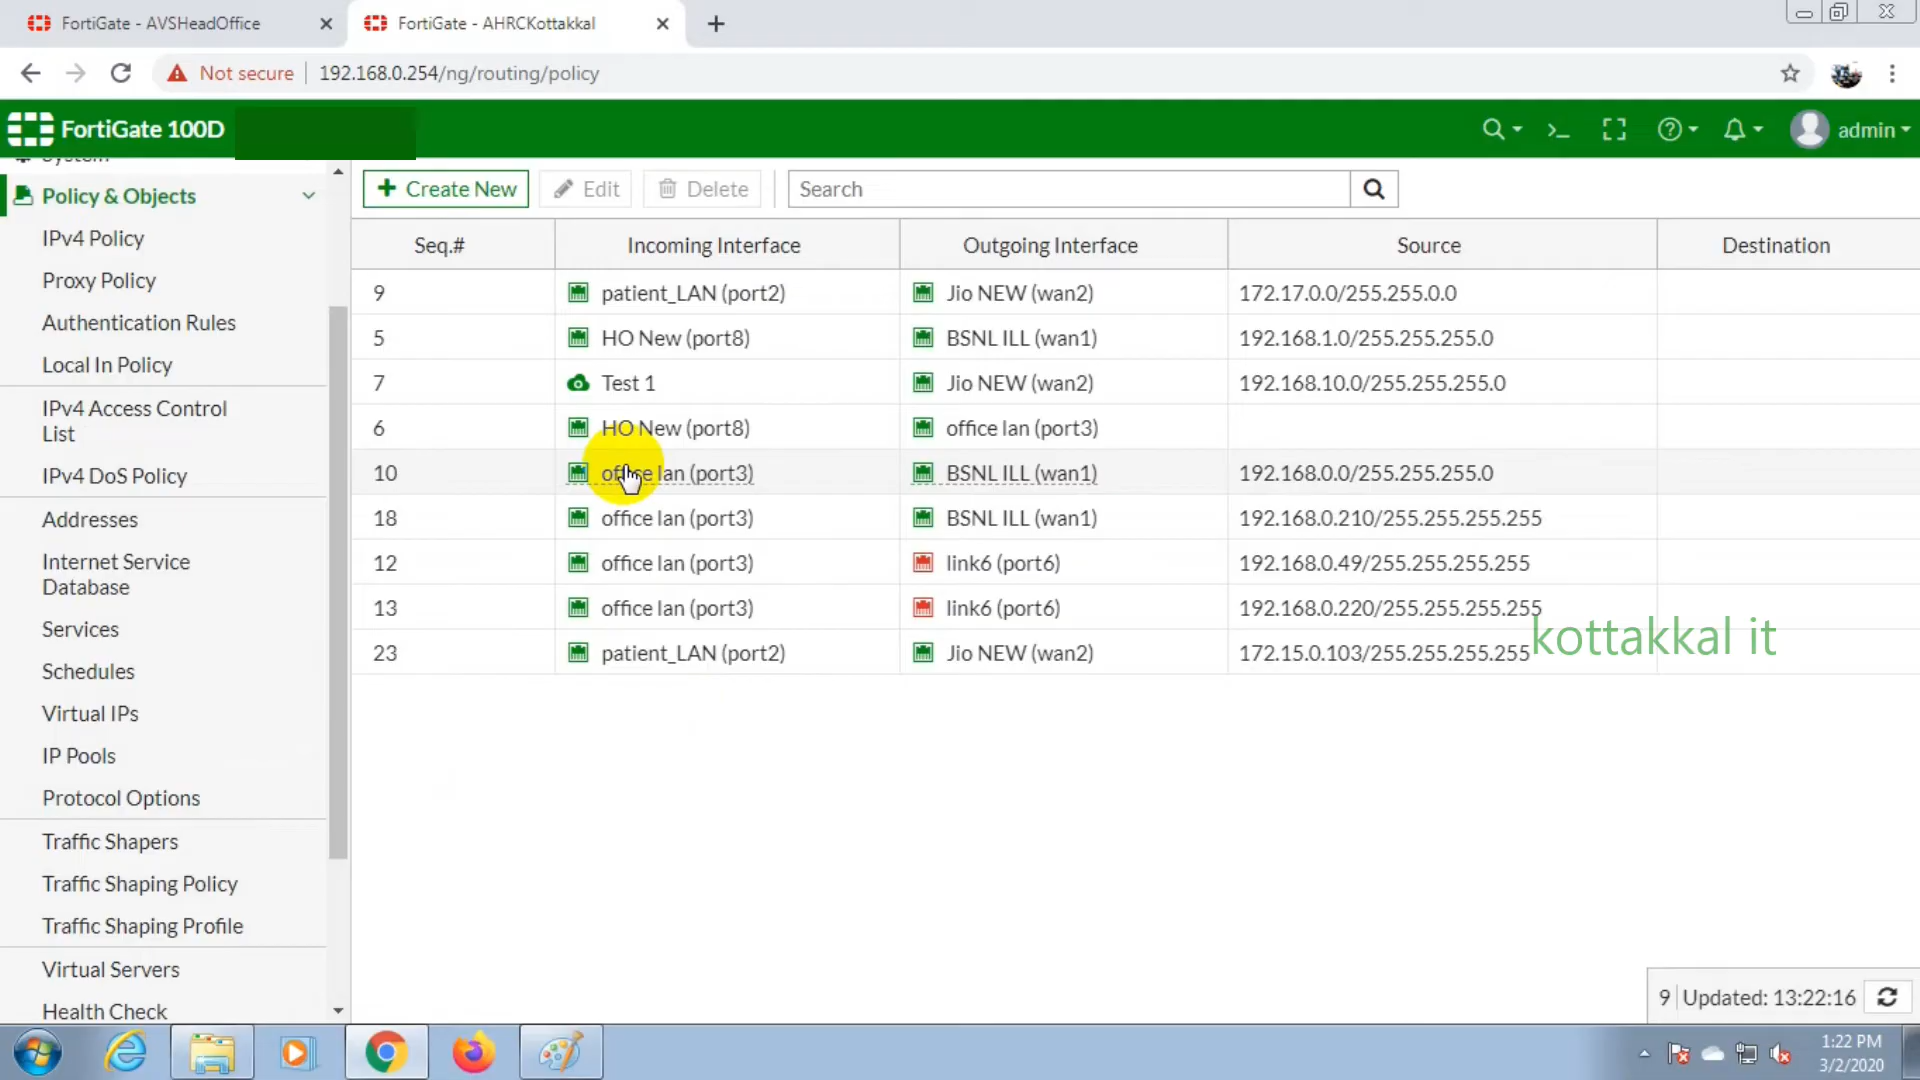 FortiGate - AVSHeadOffice
FortiGate - AHRCKottakkal
Not secure 192.168.0.254/ng/routing/policy
FortiGate 100D
admin
System
Policy & Objects
IPv4 Policy
Proxy Policy
Authentication Rules
Local In Policy
IPv4 Access Control
List
IPv4 DoS Policy
Addresses
Internet Service
Database
Services
Schedules
Virtual IPs
IP Pools
Protocol Options
Traffic Shapers
Traffic Shaping Policy
Traffic Shaping Profile
Virtual Servers
Health Check
Create New Edit Delete Search
Seq.# Incoming Interface Outgoing Interface Source Destination
9 patient_LAN (port2) Jio NEW (wan2) 172.17.0.0/255.255.0.0
5 HO New (port8) BSNL ILL (wan1) 192.168.1.0/255.255.255.0
7 Test 1 Jio NEW (wan2) 192.168.10.0/255.255.255.0
6 HO New (port8) office lan (port3)
10 office lan (port3) BSNL ILL (wan1) 192.168.0.0/255.255.255.0
18 office lan (port3) BSNL ILL (wan1) 192.168.0.210/255.255.255.255
12 office lan (port3) link6 (port6) 192.168.0.49/255.255.255.255
13 office lan (port3) link6 (port6) 192.168.0.220/255.255.255.255
23 patient_LAN (port2) Jio NEW (wan2) 172.15.0.103/255.255.255.255
kottakkal it
9 Updated: 13:22:16
1:22 PM
3/2/2020